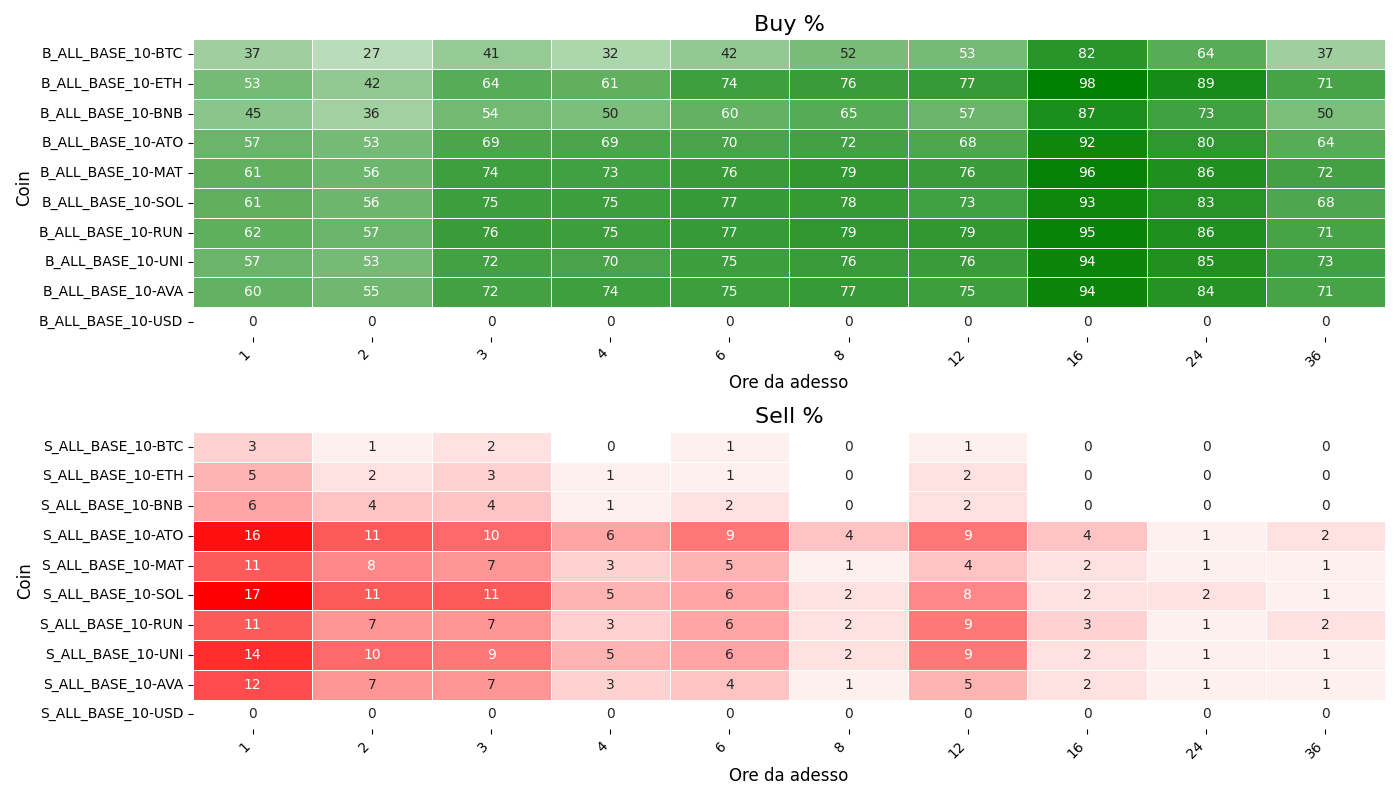 Buy %
Coin
B_ALL_BASE_10-BTC 37 27 41 32 42 52 53 82 64 37
B_ALL_BASE_10-ETH 53 42 64 61 74 76 77 98 89 71
B_ALL_BASE_10-BNB 45 36 54 50 60 65 57 87 73 50
B_ALL_BASE_10-ATO 57 53 69 69 70 72 68 92 80 64
B_ALL_BASE_10-MAT 61 56 74 73 76 79 76 96 86 72
B_ALL_BASE_10-SOL 61 56 75 75 77 78 73 93 83 68
B_ALL_BASE_10-RUN 62 57 76 75 77 79 79 95 86 71
B_ALL_BASE_10-UNI 57 53 72 70 75 76 76 94 85 73
B_ALL_BASE_10-AVA 60 55 72 74 75 77 75 94 84 71
B_ALL_BASE_10-USD 0 0 0 0 0 0 0 0 0 0
1 2 3 4 6 8 12 16 24 36
Ore da adesso
Sell %
Coin
S_ALL_BASE_10-BTC 3 1 2 0 1 0 1 0 0 0
S_ALL_BASE_10-ETH 5 2 3 1 1 0 2 0 0 0
S_ALL_BASE_10-BNB 6 4 4 1 2 0 2 0 0 0
S_ALL_BASE_10-ATO 16 11 10 6 9 4 9 4 1 2
S_ALL_BASE_10-MAT 11 8 7 3 5 1 4 2 1 1
S_ALL_BASE_10-SOL 17 11 11 5 6 2 8 2 2 1
S_ALL_BASE_10-RUN 11 7 7 3 6 2 9 3 1 2
S_ALL_BASE_10-UNI 14 10 9 5 6 2 9 2 1 1
S_ALL_BASE_10-AVA 12 7 7 3 4 1 5 2 1 1
S_ALL_BASE_10-USD 0 0 0 0 0 0 0 0 0 0
1 2 3 4 6 8 12 16 24 36
Ore da adesso